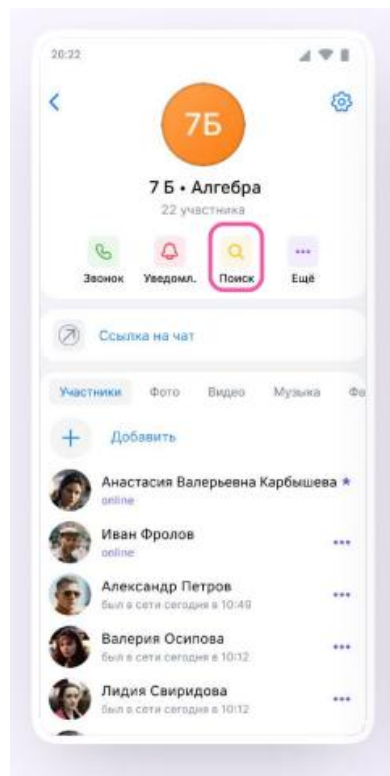 20:22
7Б
7 Б • Алгебра
22 участника
Звонок Уведомл. Поиск Ещё
Ссылка на чат
Участники Фото Видео Музыка Фа
Добавить
Анастасия Валерьевна Карбышева *
online
Иван Фролов
online
Александр Петров
был в сети сегодня в 10:49
Валерия Осипова
был в сети сегодня в 10:12
Лидия Свиридова
был в сети сегодня в 10:12